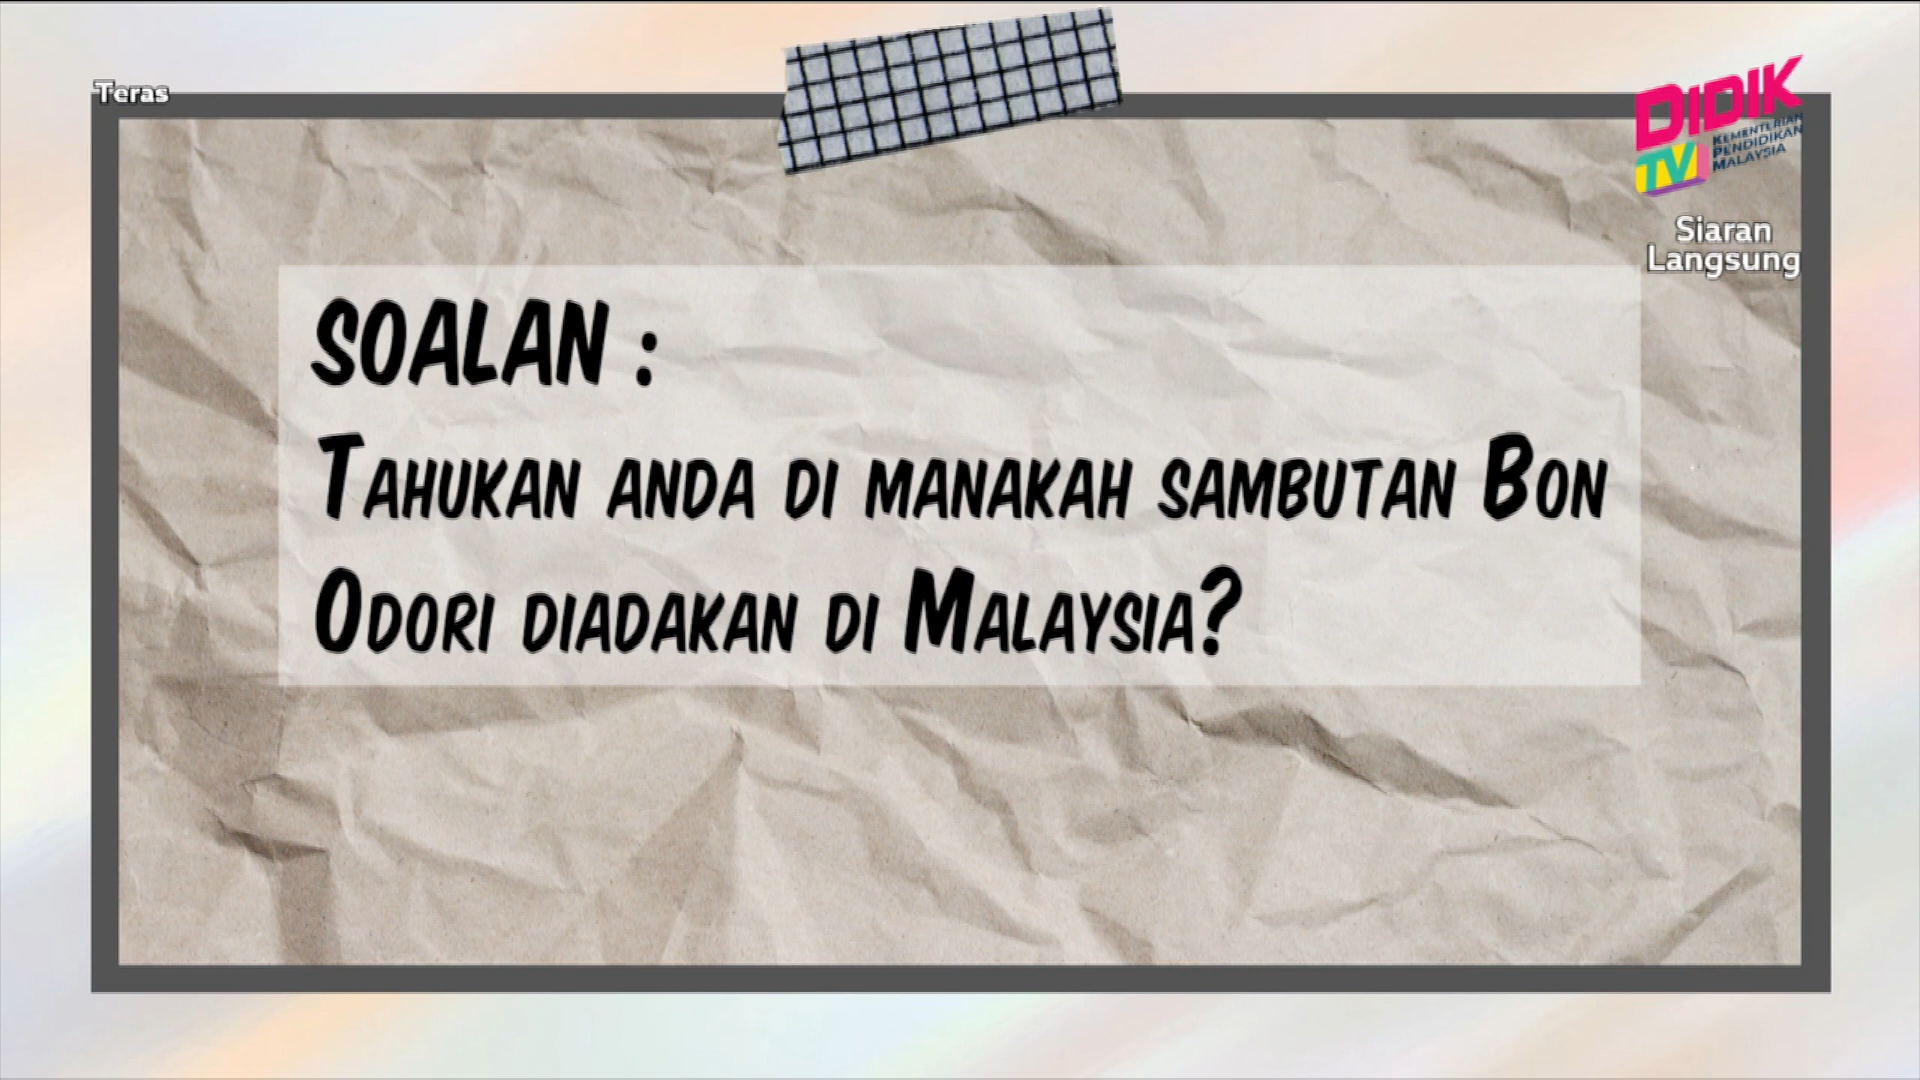 Teras
DIDIK
TV
KEMENTERIAN
PENDIDIKAN
MALAYSIA
Siaran
Langsung
SOALAN :
TAHUKAN ANDA DI MANAKAH SAMBUTAN BON
ODORI DIADAKAN DI MALAYSIA?